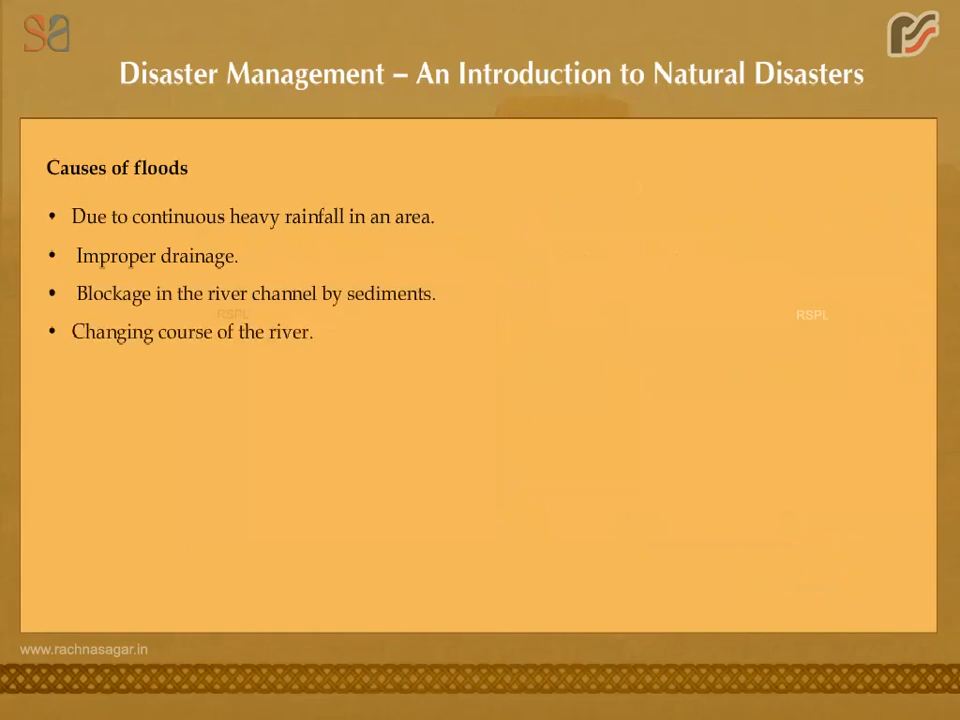 Disaster Management – An Introduction to Natural Disasters
Causes of floods
• Due to continuous heavy rainfall in an area.
• Improper drainage.
• Blockage in the river channel by sediments.
RSPL
RSPL
• Changing course of the river.
www.rachnasagar.in